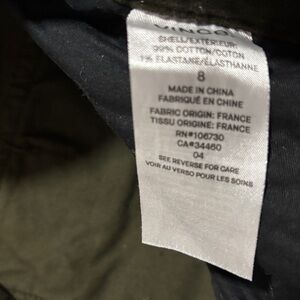 SHELL/EXTÉRIEUR:
99% COTTON/COTON
1% ELASTANE/ÉLASTHANNE
8
MADE IN CHINA
FABRIQUÉ EN CHINE
FABRIC ORIGIN: FRANCE
TISSU ORIGINE: FRANCE
RN#106730
CA#34460
04
SEE REVERSE FOR CARE
VOIR AU VERSO POUR LES SOINS